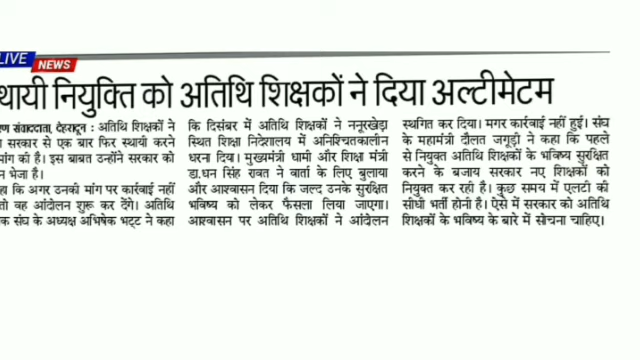 LIVE
NEWS
थायी नियुक्ति को अतिथि शिक्षकों ने दिया अल्टीमेटम
रण संवाददाता, देहरादून : अतिथि शिक्षकों ने
सरकार से एक बार फिर स्थायी करने
मांग की है। इस बाबत उन्होंने सरकार को
न भेजा है।
हा कि अगर उनकी मांग पर कार्रवाई नहीं
तो वह आंदोलन शुरू कर देंगे। अतिथि
क संघ के अध्यक्ष अभिषेक भट्ट ने कहा
कि दिसंबर में अतिथि शिक्षकों ने ननूरखेड़ा
स्थित शिक्षा निदेशालय में अनिश्चितकालीन
धरना दिया। मुख्यमंत्री धामी और शिक्षा मंत्री
डा.धन सिंह रावत ने वार्ता के लिए बुलाया
और आश्वासन दिया कि जल्द उनके सुरक्षित
भविष्य को लेकर फैसला लिया जाएगा।
आश्वासन पर अतिथि शिक्षकों ने आंदोलन
स्थगित कर दिया। मगर कार्रवाई नहीं हुई। संघ
के महामंत्री दौलत जगूड़ी ने कहा कि पहले
से नियुक्त अतिथि शिक्षकों के भविष्य सुरक्षित
करने के बजाय सरकार नए शिक्षकों को
नियुक्त कर रही है। कुछ समय में एलटी की
सीधी भर्ती होनी है। ऐसे में सरकार को अतिथि
शिक्षकों के भविष्य के बारे में सोचना चाहिए।